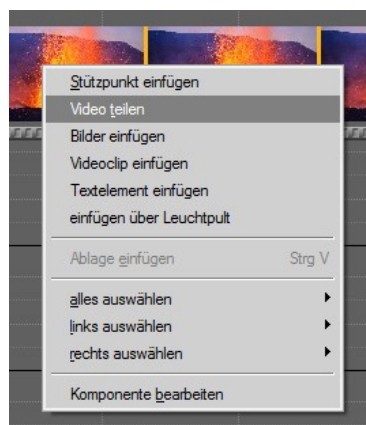 Stützpunkt einfügen
Video teilen
Bilder einfügen
Videoclip einfügen
Textelement einfügen
einfügen über Leuchtpult
Ablage einfügen Strg V
alles auswählen
links auswählen
rechts auswählen
Komponente bearbeiten